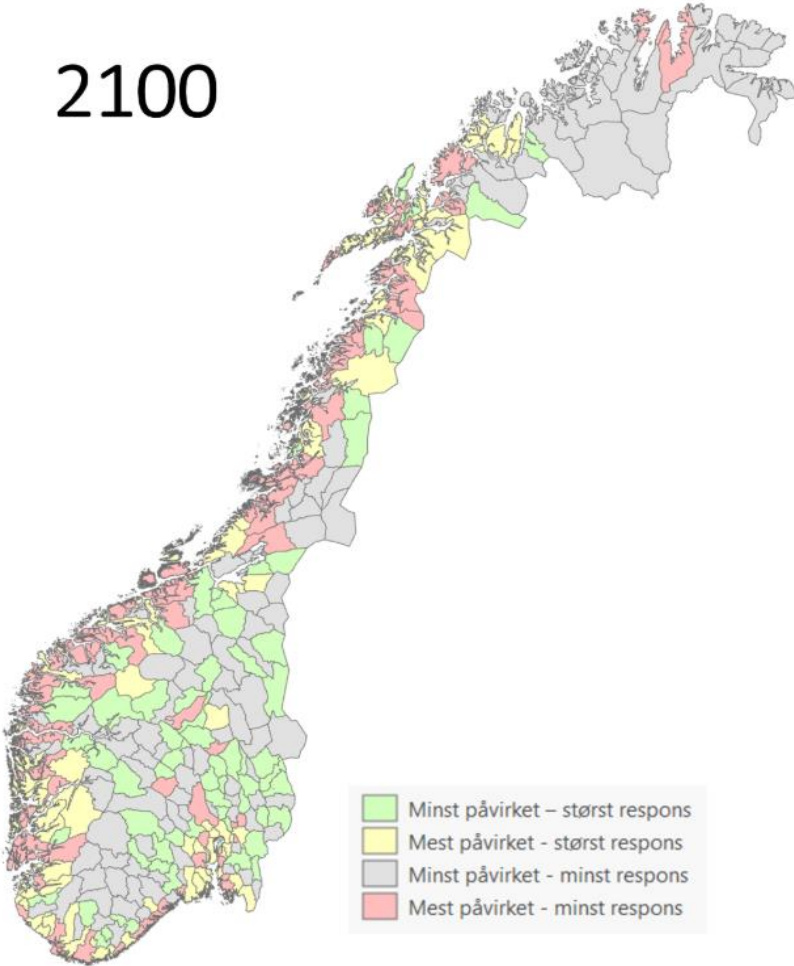 2100
Minst påvirket – størst respons
Mest påvirket - størst respons
Minst påvirket - minst respons
Mest påvirket - minst respons